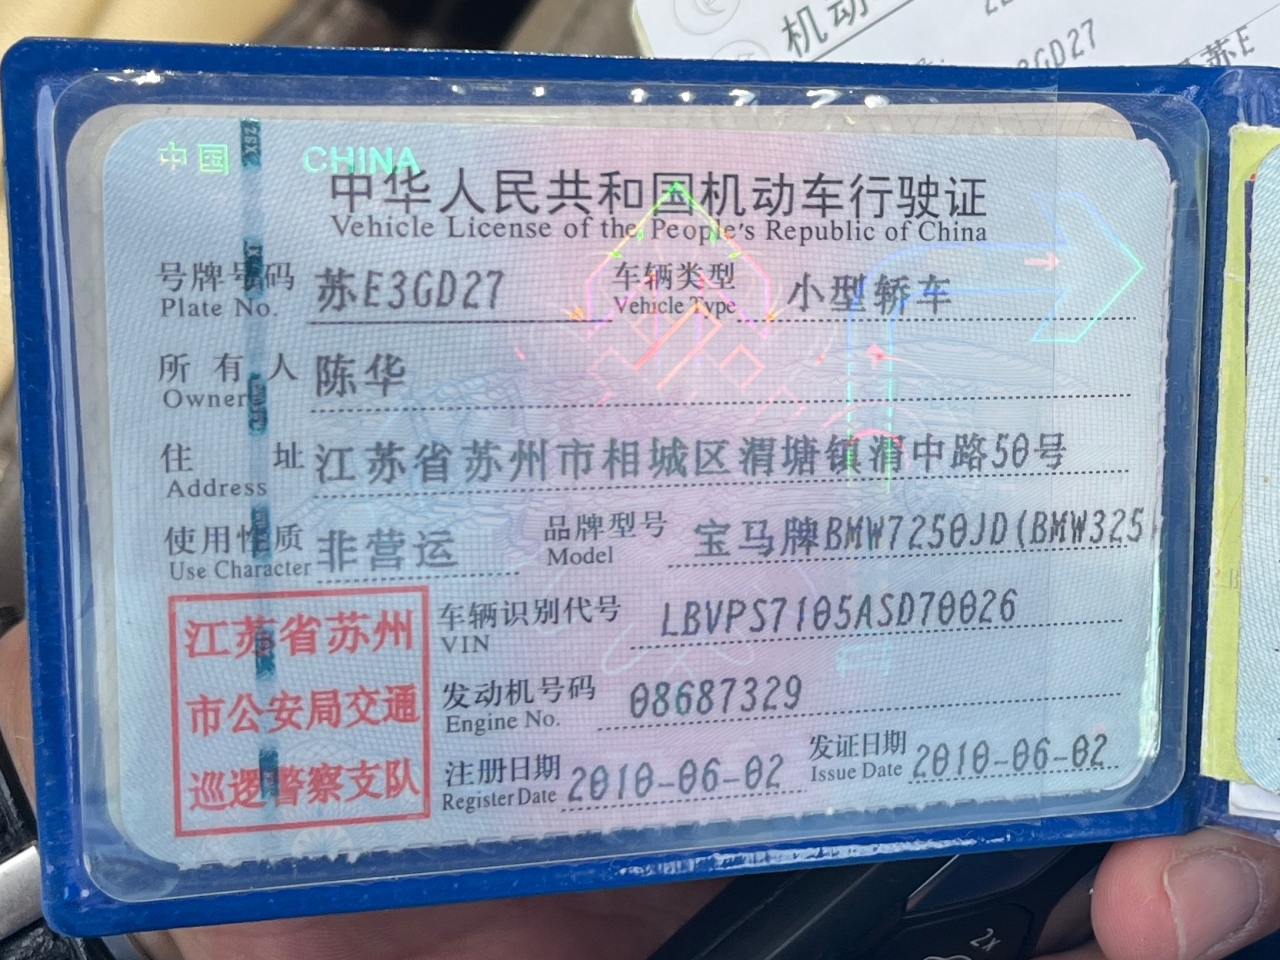 机动
3GD27
苏E
中国 CHINA
中华人民共和国机动车行驶证
Vehicle License of the People's Republic of China
号牌号码 苏E3GD27 车辆类型 小型轿车
Plate No. Vehicle Type
所有人 陈华
Owner
住址 江苏省苏州市相城区渭塘镇渭中路50号
Address
使用性质 非营运 品牌型号 宝马牌BMW7250JD(BMW325
Use Character Model
江苏省苏州
市公安局交通
巡逻警察支队
车辆识别代号 LBVPS7105ASD70026
VIN
发动机号码 08687329
Engine No.
注册日期 2010-06-02 发证日期 2010-06-02
Register Date Issue Date
2x